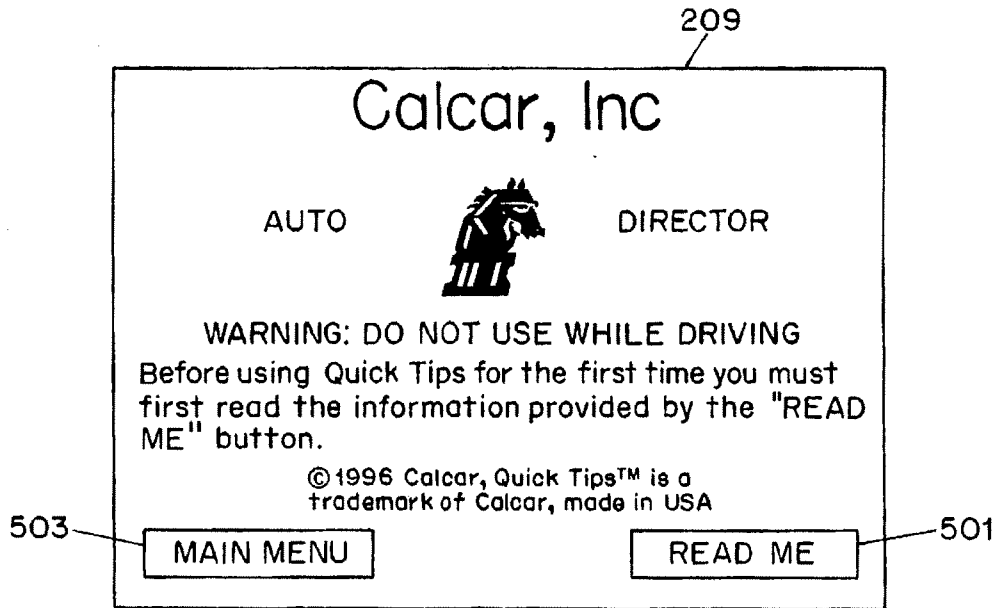 209
Calcar, Inc
AUTO DIRECTOR
WARNING: DO NOT USE WHILE DRIVING
Before using Quick Tips for the first time you must
first read the information provided by the "READ
ME" button.
©1996 Calcar, Quick Tips™ is a
trademark of Calcar, made in USA
503 MAIN MENU READ ME 501